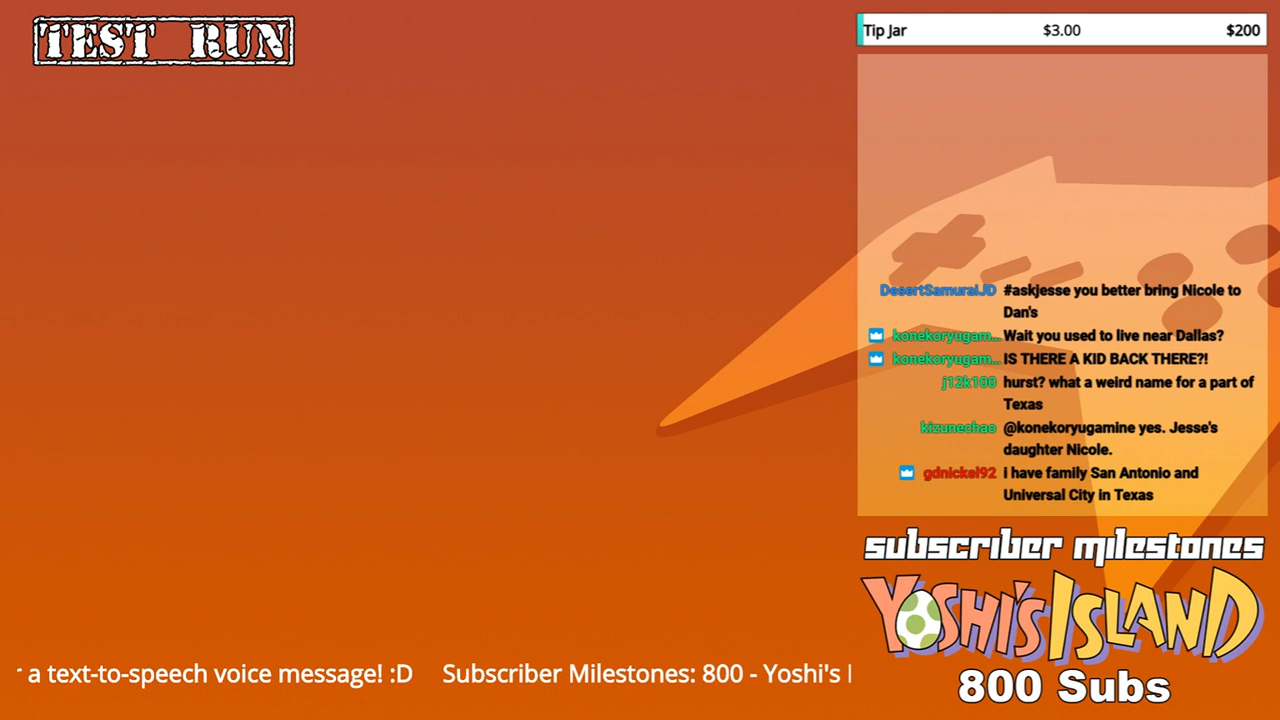 TEST RUN
Tip Jar $3.00 $200
DesertSamuraiJD #askjesse you better bring Nicole to
Dan's
konekoryugam... Wait you used to live near Dallas?
konekoryugam... IS THERE A KID BACK THERE?!
j12k100 hurst? what a weird name for a part of
Texas
kizunechao @konekoryugamine yes. Jesse's
daughter Nicole.
gdnickel92 i have family San Antonio and
Universal City in Texas
subscriber milestones
YOSHI'S ISLAND
800 Subs
a text-to-speech voice message! :D Subscriber Milestones: 800 - Yoshi's